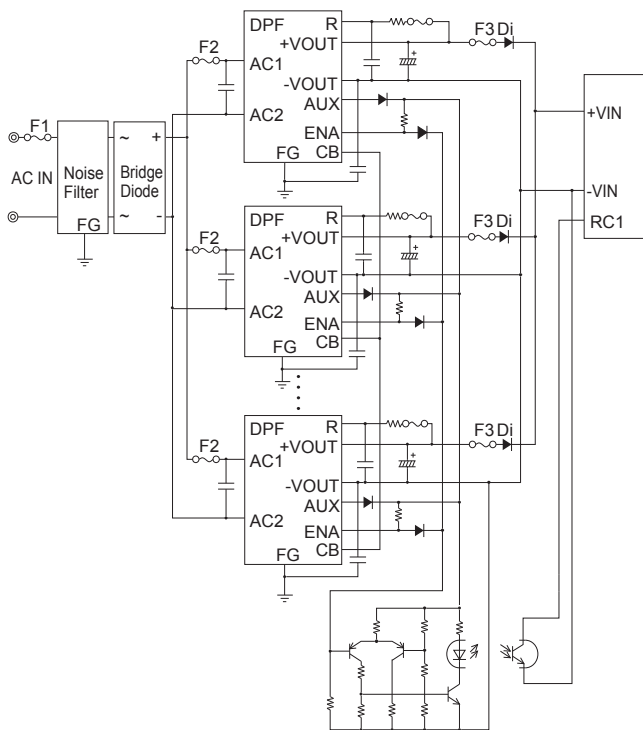 DPF
R
+VOUT
F3 Di
F2
AC1
-VOUT
AUX
+VIN
F1
AC2
ENA
CB
FG
AC IN
Noise
Filter
FG
~ +
~ -
Bridge
Diode
-VIN
RC1
DPF
R
+VOUT
F3 Di
F2
AC1
-VOUT
AUX
AC2
ENA
CB
FG
DPF
R
+VOUT
F3 Di
F2
AC1
-VOUT
AUX
AC2
ENA
CB
FG